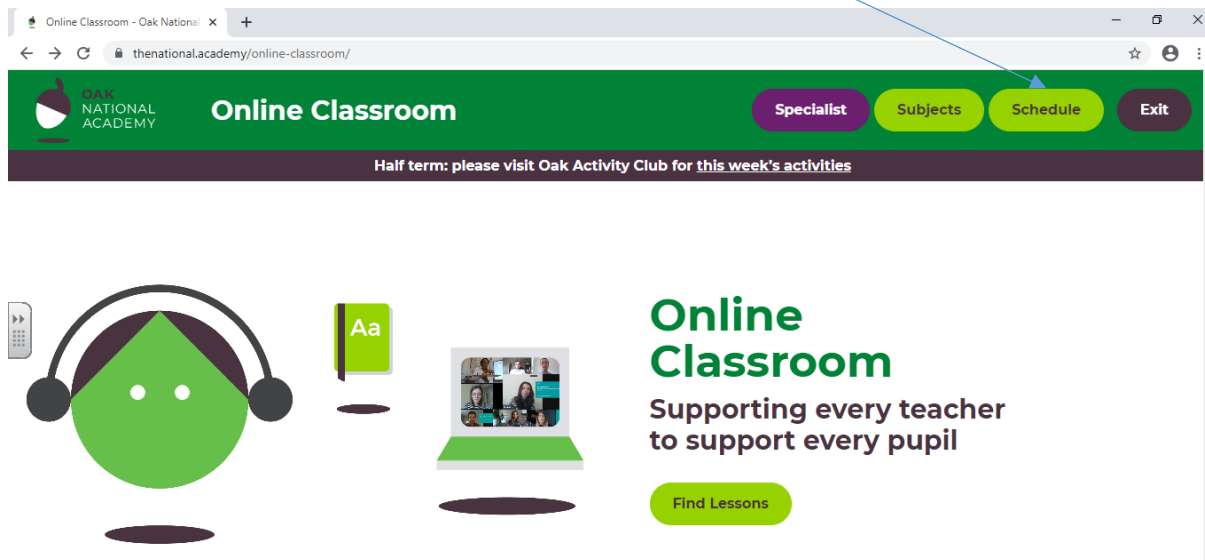 Online Classroom - Oak National
thenational.academy/online-classroom/
OAK
NATIONAL
ACADEMY
Online Classroom
Specialist
Subjects
Schedule
Exit
Half term: please visit Oak Activity Club for this week's activities
Aa
Online
Classroom
Supporting every teacher
to support every pupil
Find Lessons